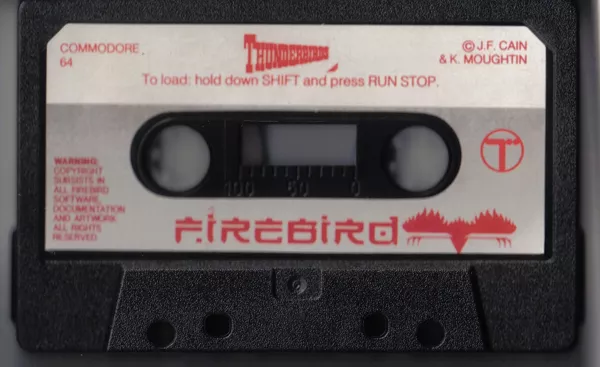 COMMODORE
64
THUNDERBIRDS
© J.F. CAIN
& K. MOUGHTIN
To load: hold down SHIFT and press RUN STOP.
WARNING:
COPYRIGHT
SUBSISTS IN
ALL FIREBIRD
SOFTWARE,
DOCUMENTATION
AND ARTWORK
ALL RIGHTS
RESERVED.
100 50 0
FIREBIRD